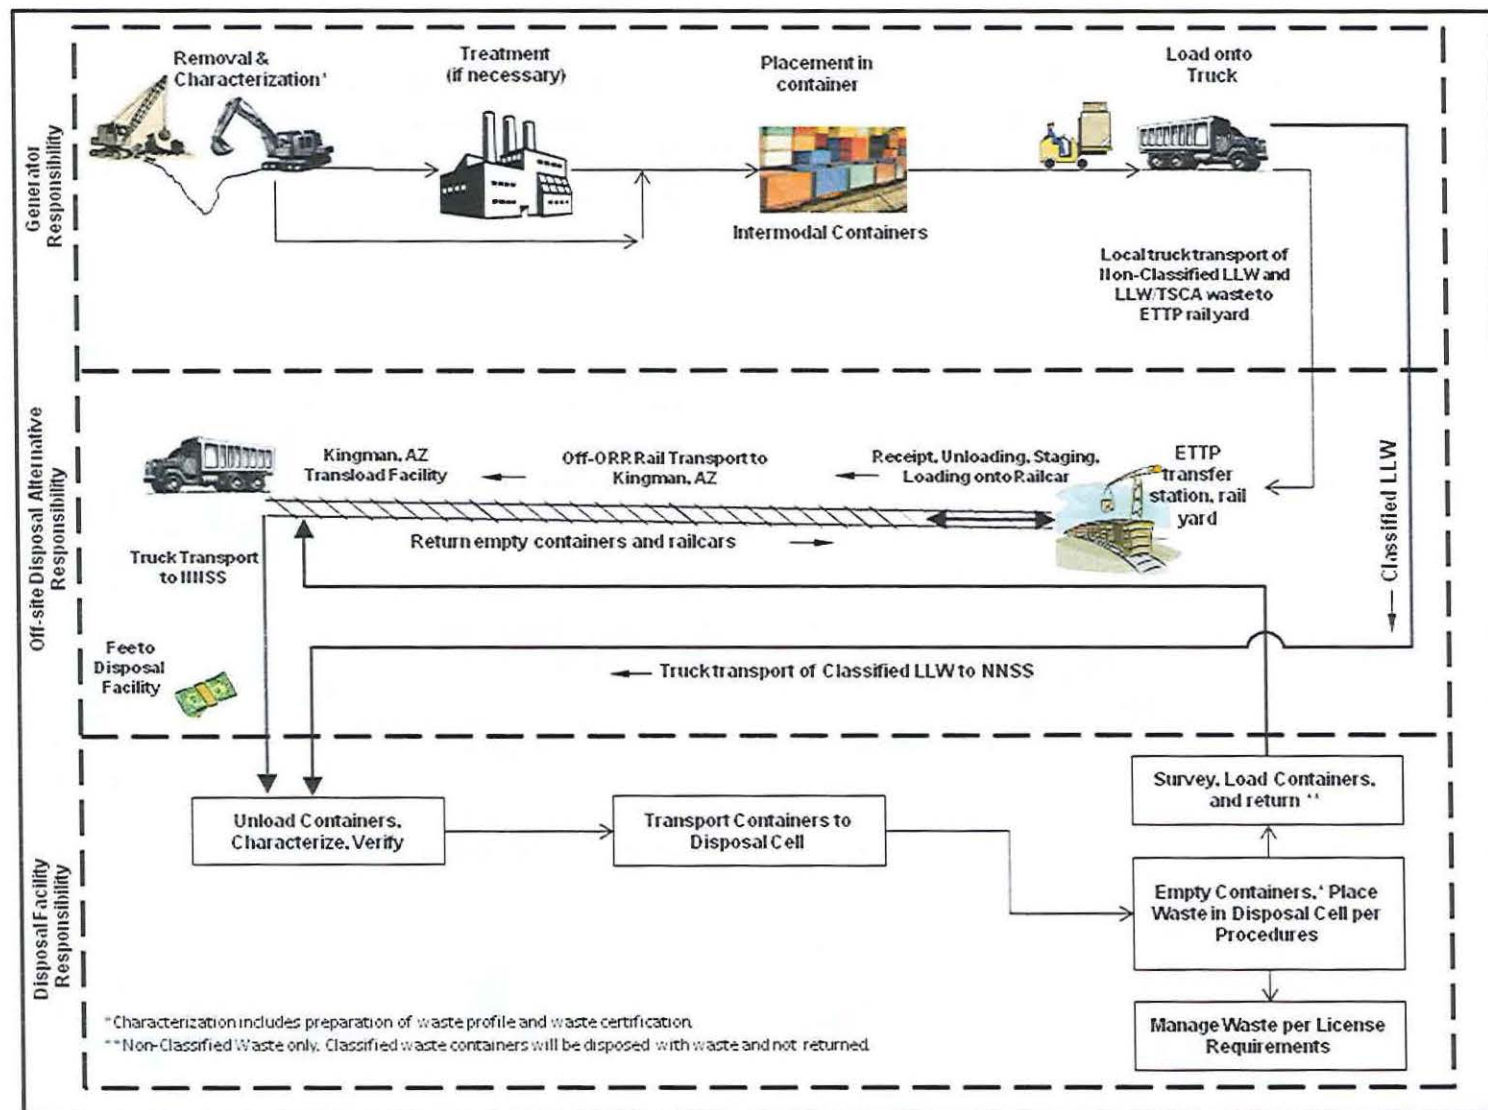 Generator
Responsibility
Removal &
Characterization*
Treatment
(if necessary)
Placement in
container
Load onto
Truck
Intermodal Containers
Local truck transport of
Non-Classified LLW and
LLW/TSCA waste to
ETTP rail yard
Off-site Disposal Alternative
Responsibility
Kingman, AZ
Transload Facility
Off-ORR Rail Transport to
Kingman, AZ
Receipt, Unloading, Staging,
Loading onto Railcar
ETTP
transfer
station, rail
yard
Return empty containers and railcars
Truck Transport
to NNSS
Classified LLW
Fee to
Disposal
Facility
Truck transport of Classified LLW to NNSS
Disposal Facility
Responsibility
Unload Containers,
Characterize, Verify
Transport Containers to
Disposal Cell
Survey, Load Containers,
and return **
Empty Containers,* Place
Waste in Disposal Cell per
Procedures
Manage Waste per License
Requirements
*Characterization includes preparation of waste profile and waste certification.
**Non-Classified Waste only. Classified waste containers will be disposed with waste and not returned.